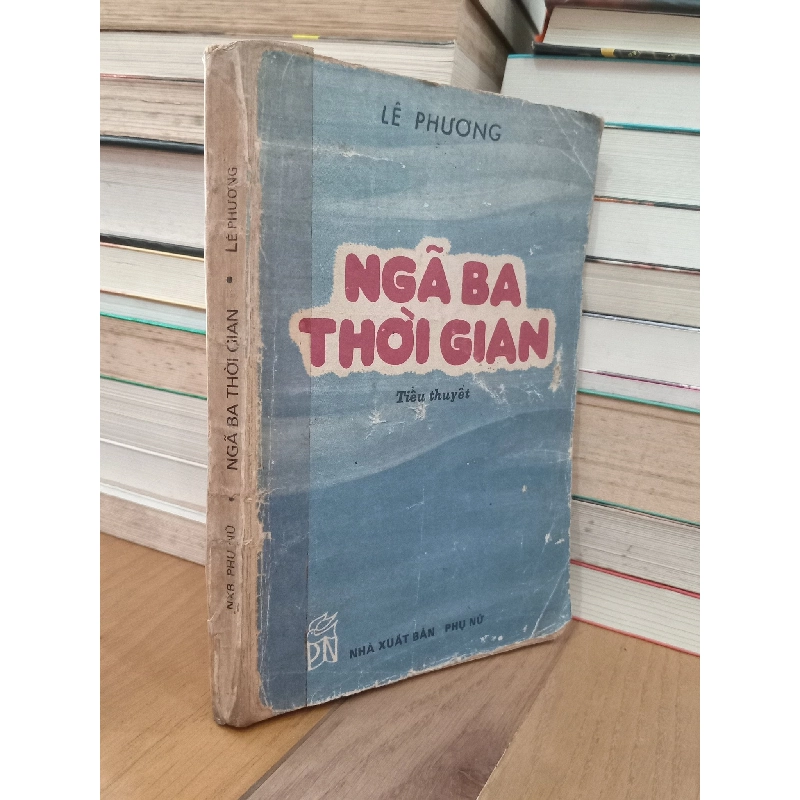 LÊ PHƯƠNG
NGÃ BA
THỜI GIAN
Tiểu thuyết
PN
NHÀ XUẤT BẢN PHỤ NỮ
NXB PHỤ NỮ • NGÃ BA THỜI GIAN • LÊ PHƯƠNG